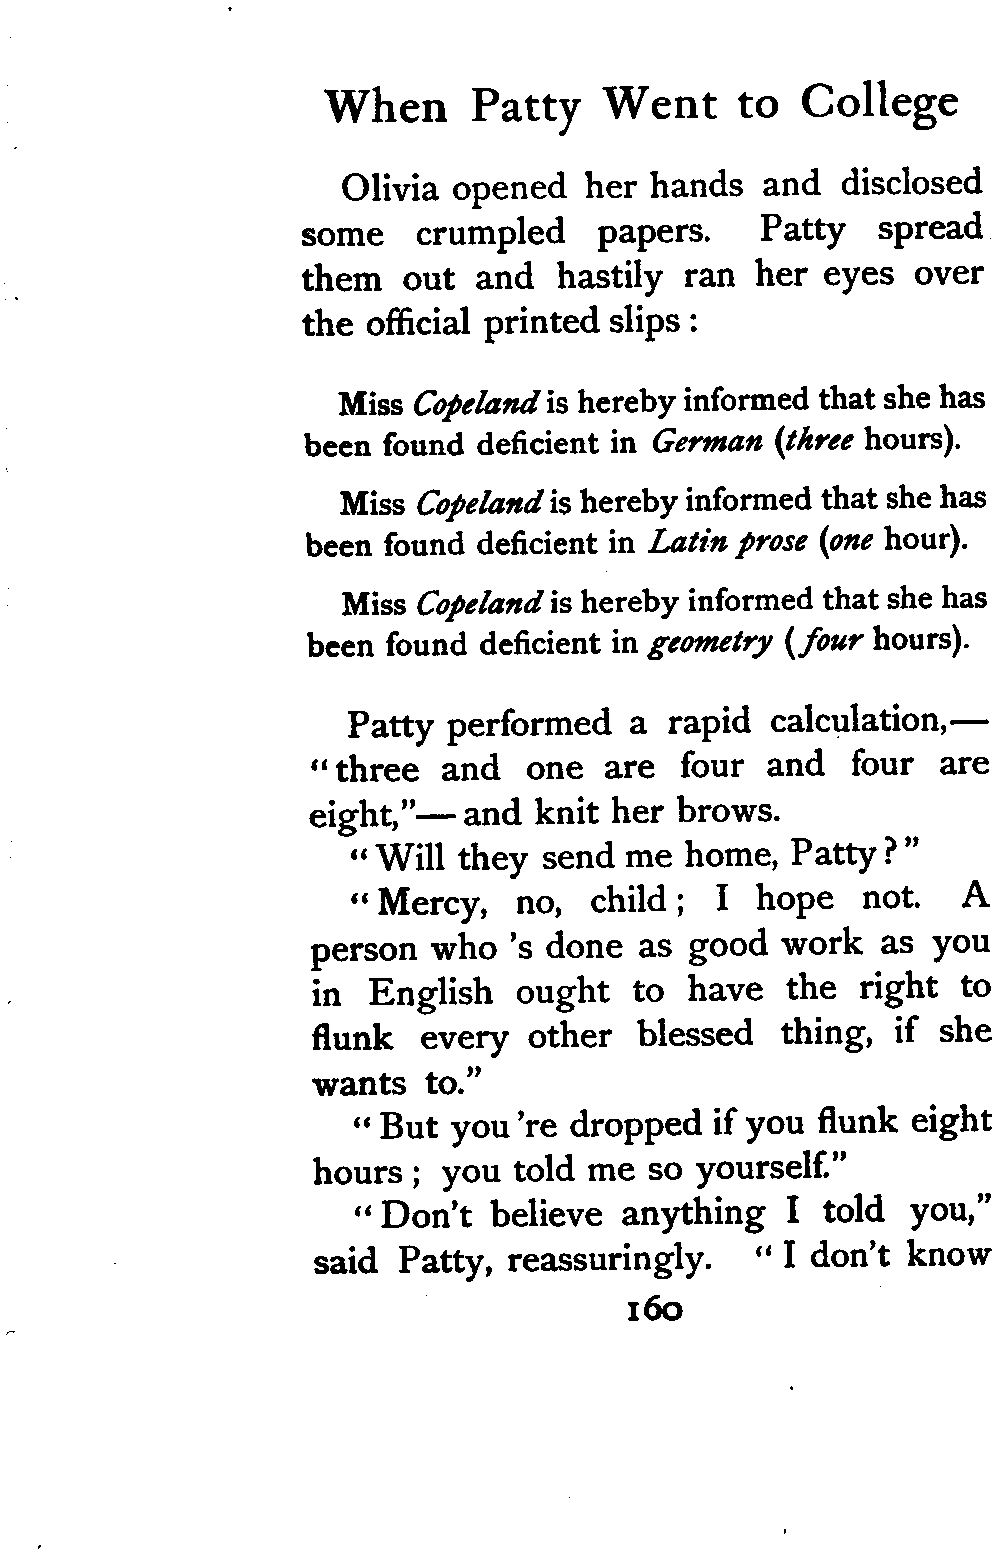 When Patty Went to College
Olivia opened her hands and disclosed
some crumpled papers. Patty spread
them out and hastily ran her eyes over
the official printed slips :
Miss Copeland is hereby informed that she has
been found deficient in German (three hours).
Miss Copeland is hereby informed that she has
been found deficient in Latin prose (one hour).
Miss Copeland is hereby informed that she has
been found deficient in geometry (four hours).
Patty performed a rapid calculation,—
“three and one are four and four are
eight,”— and knit her brows.
“Will they send me home, Patty?”
“Mercy, no, child; I hope not. A
person who 's done as good work as you
in English ought to have the right to
flunk every other blessed thing, if she
wants to.”
“But you 're dropped if you flunk eight
hours; you told me so yourself.”
“Don't believe anything I told you,”
said Patty, reassuringly. “I don't know
160